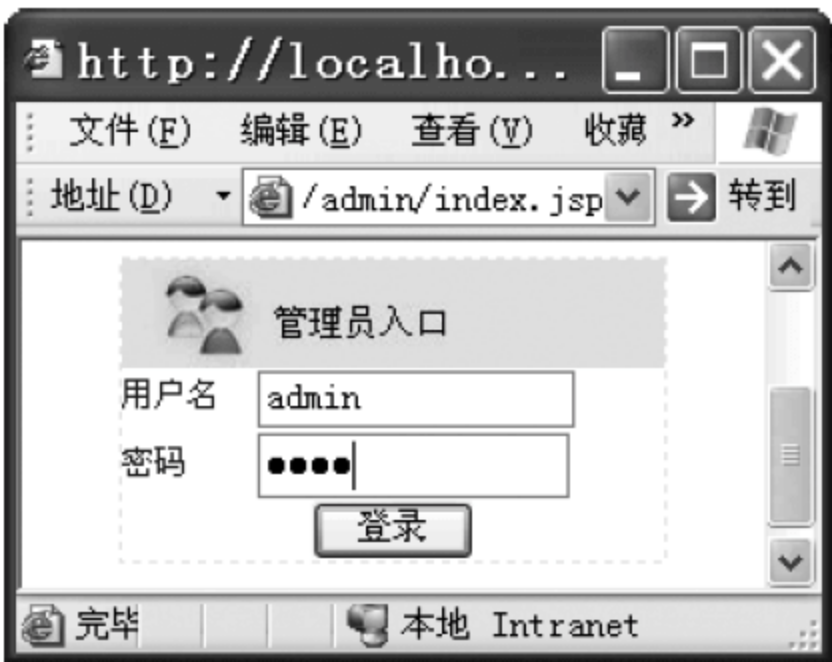 http://localho...
文件(F) 编辑(E) 查看(V) 收藏 »
地址(D) /admin/index.jsp 转到
管理员入口
用户名 admin
密码 ●●●●
登录
完毕 本地 Intranet